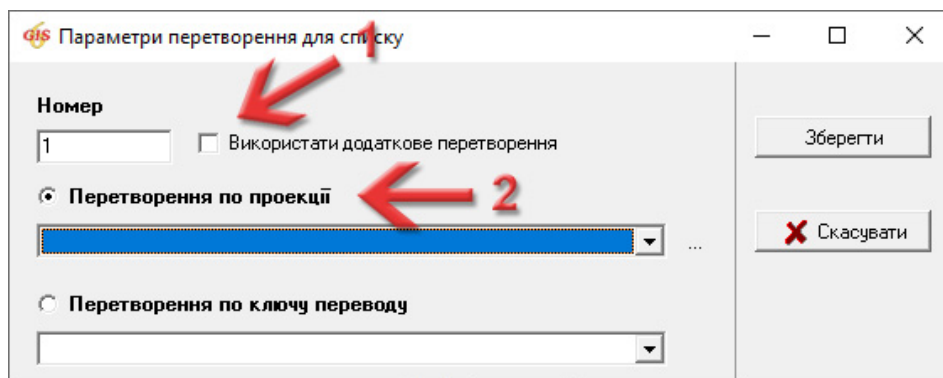 GIS Параметри перетворення для списку
1
Номер
1 Використати додаткове перетворення
Зберегти
Перетворення по проекції
2
...
Скасувати
Перетворення по ключу переводу